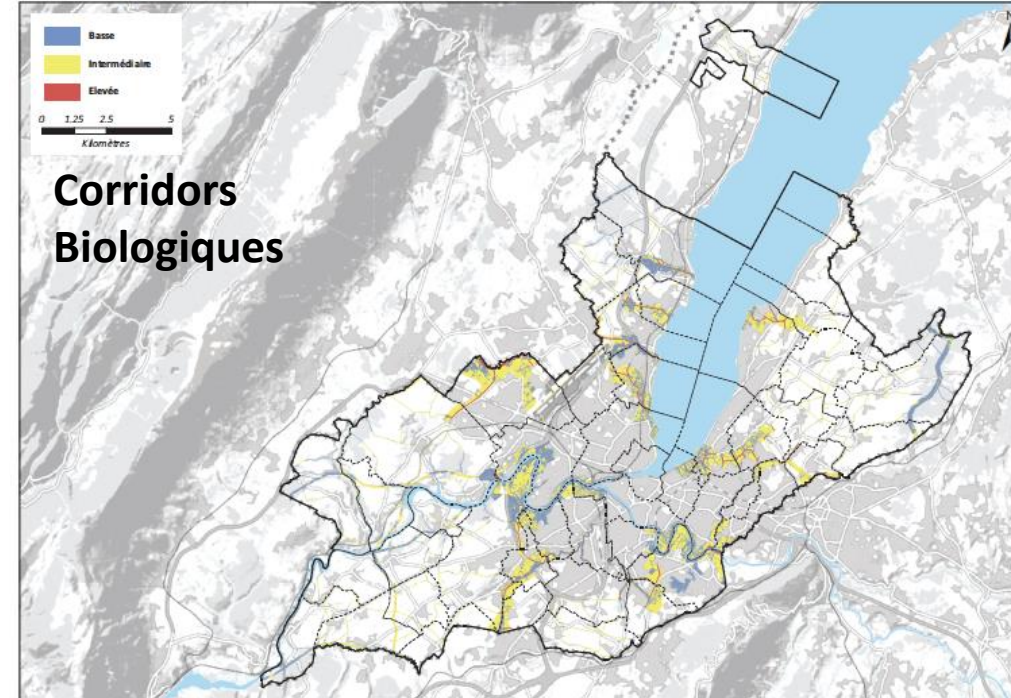 Basse
Intermédiaire
Elevée
0 1.25 2.5 5
Kilomètres
Corridors
Biologiques
N